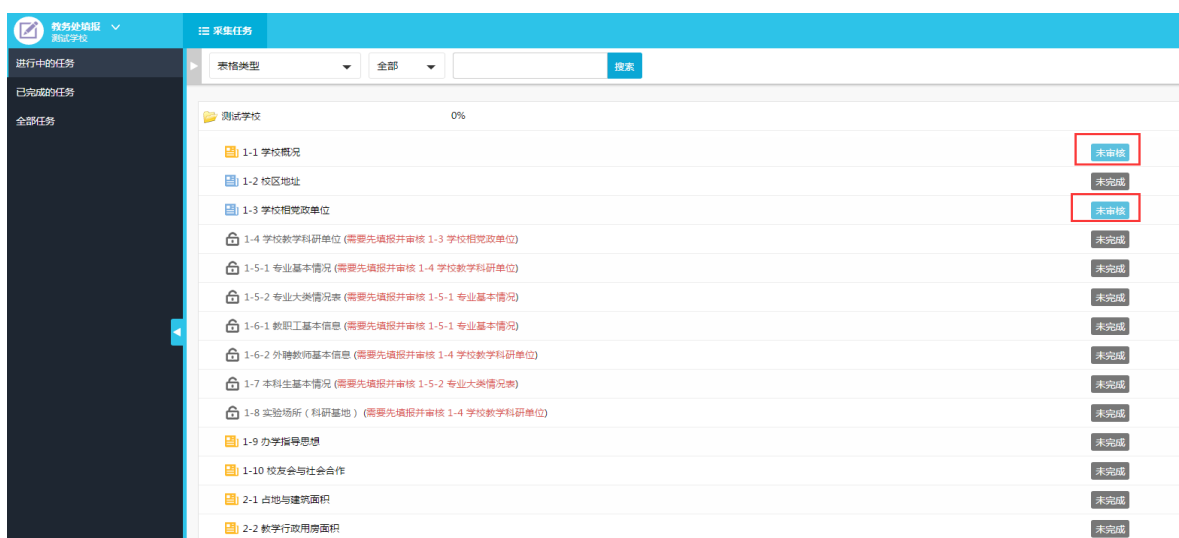 教务处填报
测试学校
采集任务
进行中的任务
已完成的任务
全部任务
表格类型 全部 搜索
测试学校 0%
1-1 学校概况 未审核
1-2 校区地址 未完成
1-3 学校相党政单位 未审核
1-4 学校教学科研单位 (需要先填报并审核 1-3 学校相党政单位) 未完成
1-5-1 专业基本情况 (需要先填报并审核 1-4 学校教学科研单位) 未完成
1-5-2 专业大类情况表 (需要先填报并审核 1-5-1 专业基本情况) 未完成
1-6-1 教职工基本信息 (需要先填报并审核 1-5-1 专业基本情况) 未完成
1-6-2 外聘教师基本信息 (需要先填报并审核 1-4 学校教学科研单位) 未完成
1-7 本科生基本情况 (需要先填报并审核 1-5-2 专业大类情况表) 未完成
1-8 实验场所（科研基地） (需要先填报并审核 1-4 学校教学科研单位) 未完成
1-9 办学指导思想 未完成
1-10 校友会与社会合作 未完成
2-1 占地与建筑面积 未完成
2-2 教学行政用房面积 未完成